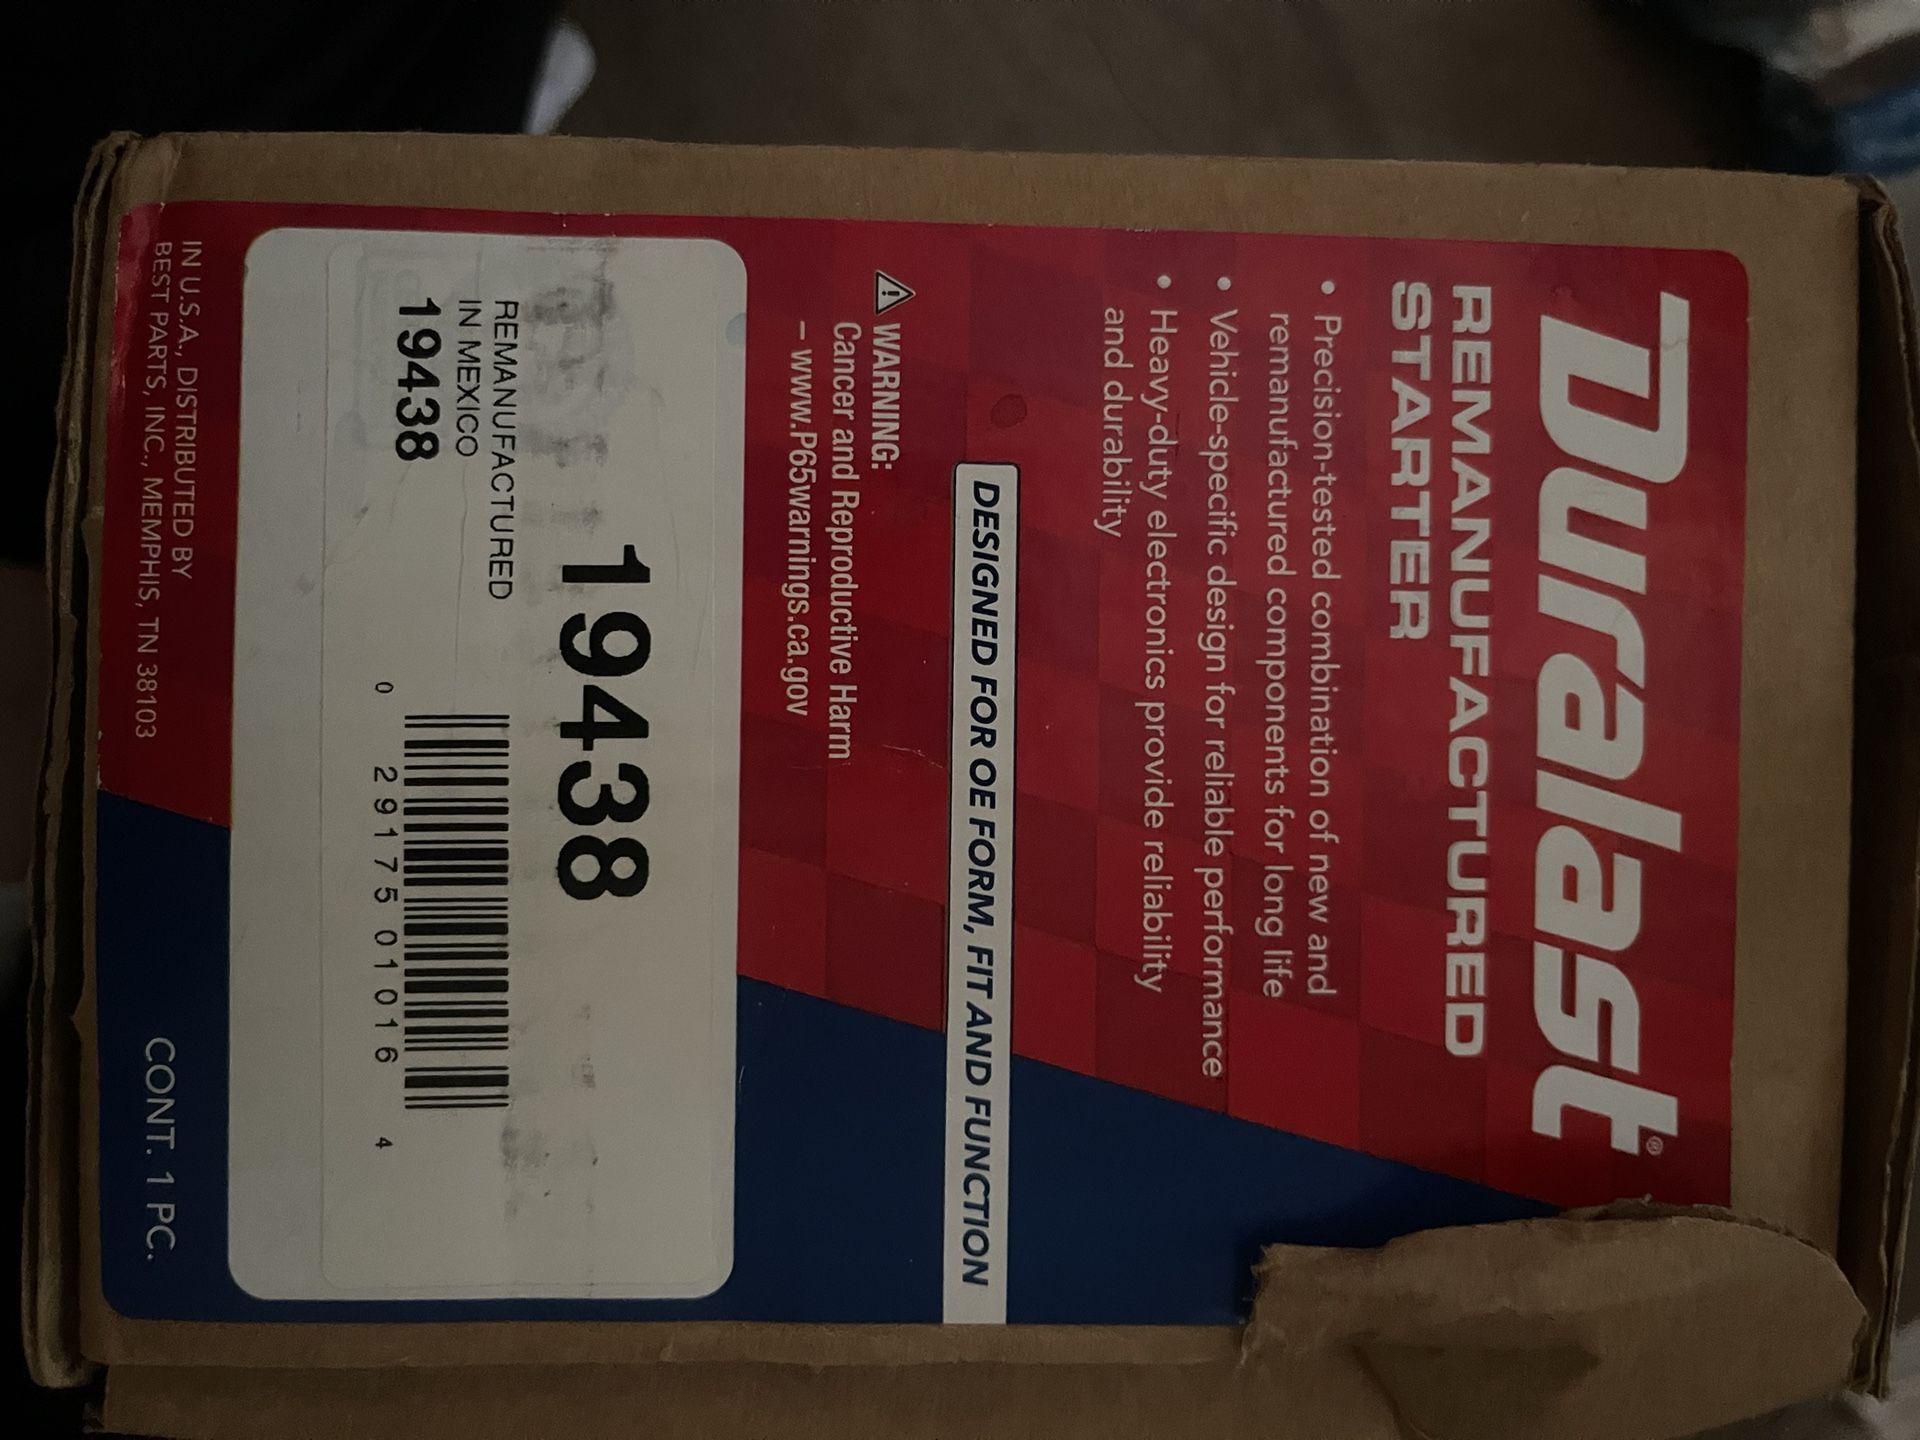 Duralast®
REMANUFACTURED
STARTER
• Precision-tested combination of new and
remanufactured components for long life
• Vehicle-specific design for reliable performance
• Heavy-duty electronics provide reliability
and durability
DESIGNED FOR OE FORM, FIT AND FUNCTION
WARNING:
Cancer and Reproductive Harm
– www.P65warnings.ca.gov
19438
REMANUFACTURED
IN MEXICO
19438
0 29175 01016 4
IN U.S.A., DISTRIBUTED BY
BEST PARTS, INC., MEMPHIS, TN 38103
CONT. 1 PC.